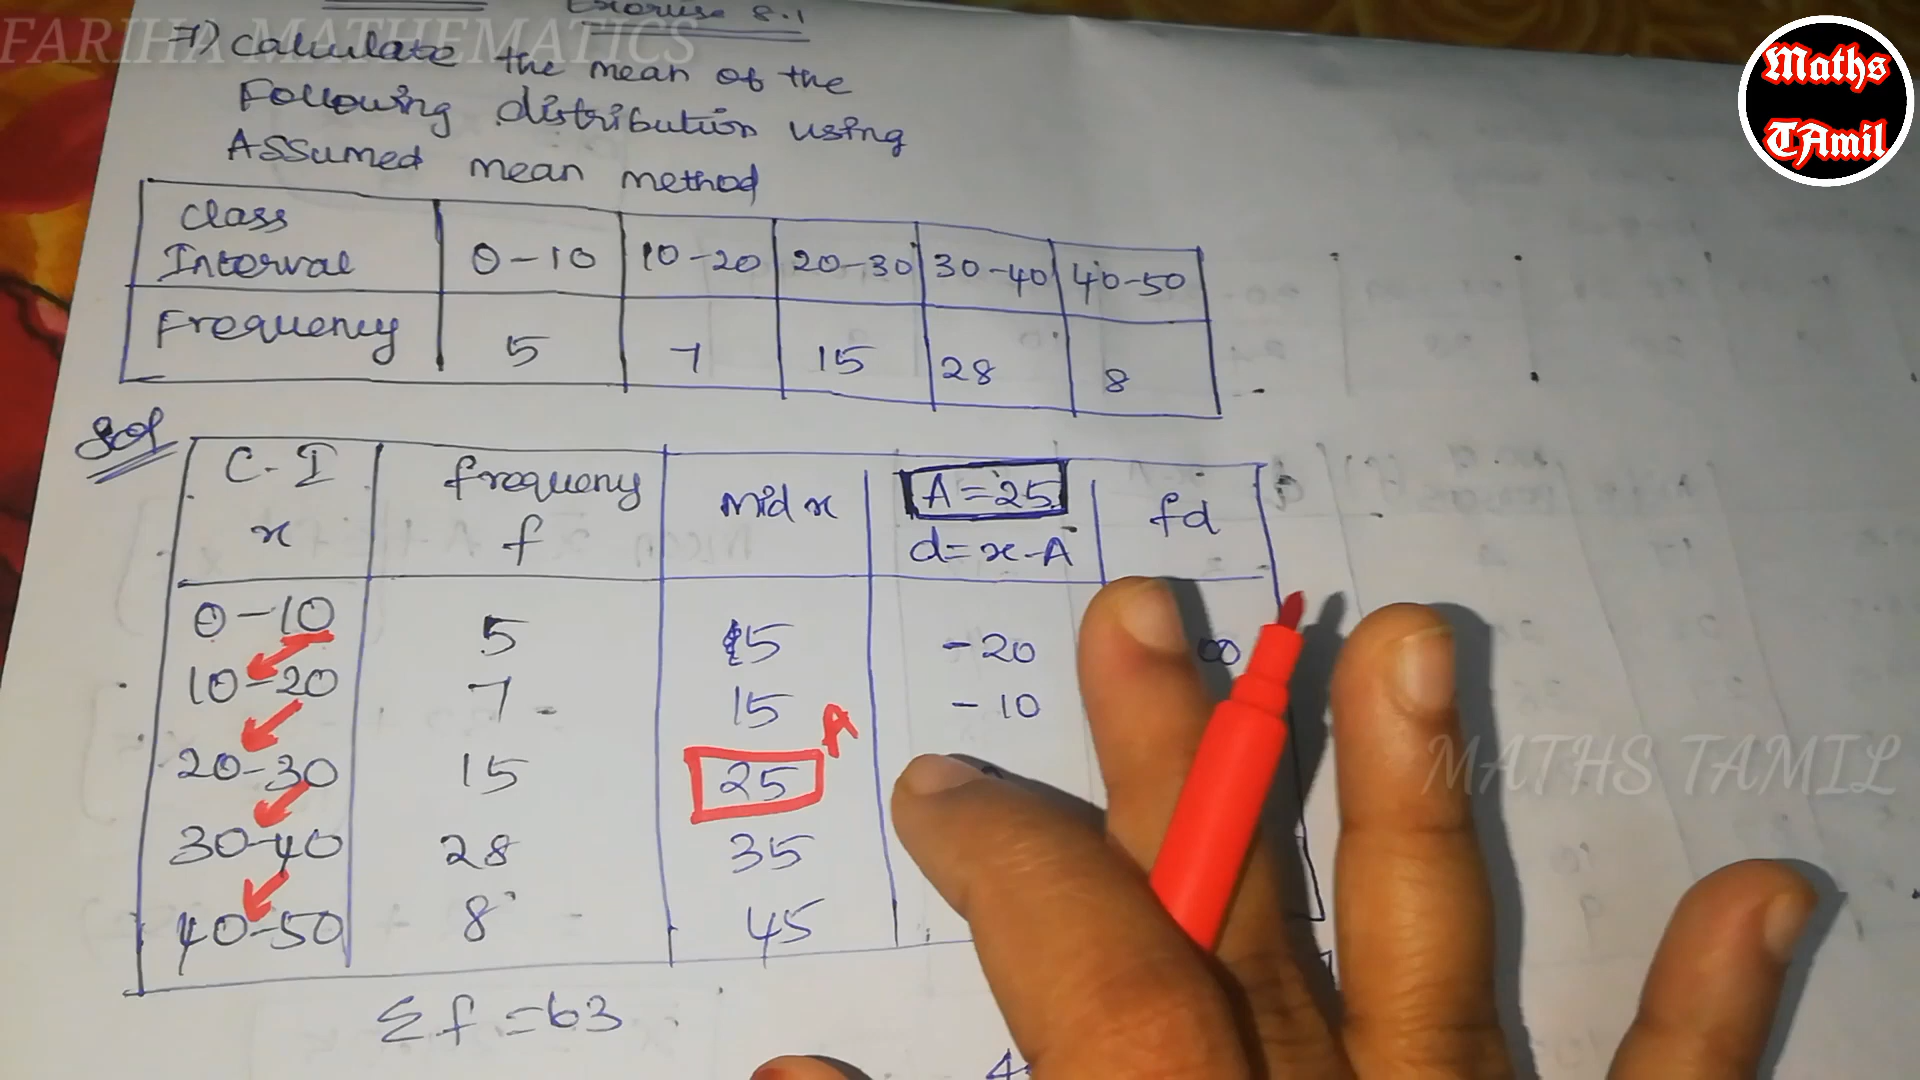 Exercise 8.1
FARIHA MATHEMATICS
7) Calculate the mean of the
Following distribution using
Assumed mean method
Class Interval 0-10 10-20 20-30 30-40 40-50
Frequency 5 7 15 28 8
Sol
C-I x frequeny f mid x A=25 d=x-A fd
0-10 5 5 -20
10-20 7 15 -10
20-30 15 25 A
30-40 28 35
40-50 8 45
Σf=63
Maths
TAmil
MATHS TAMIL